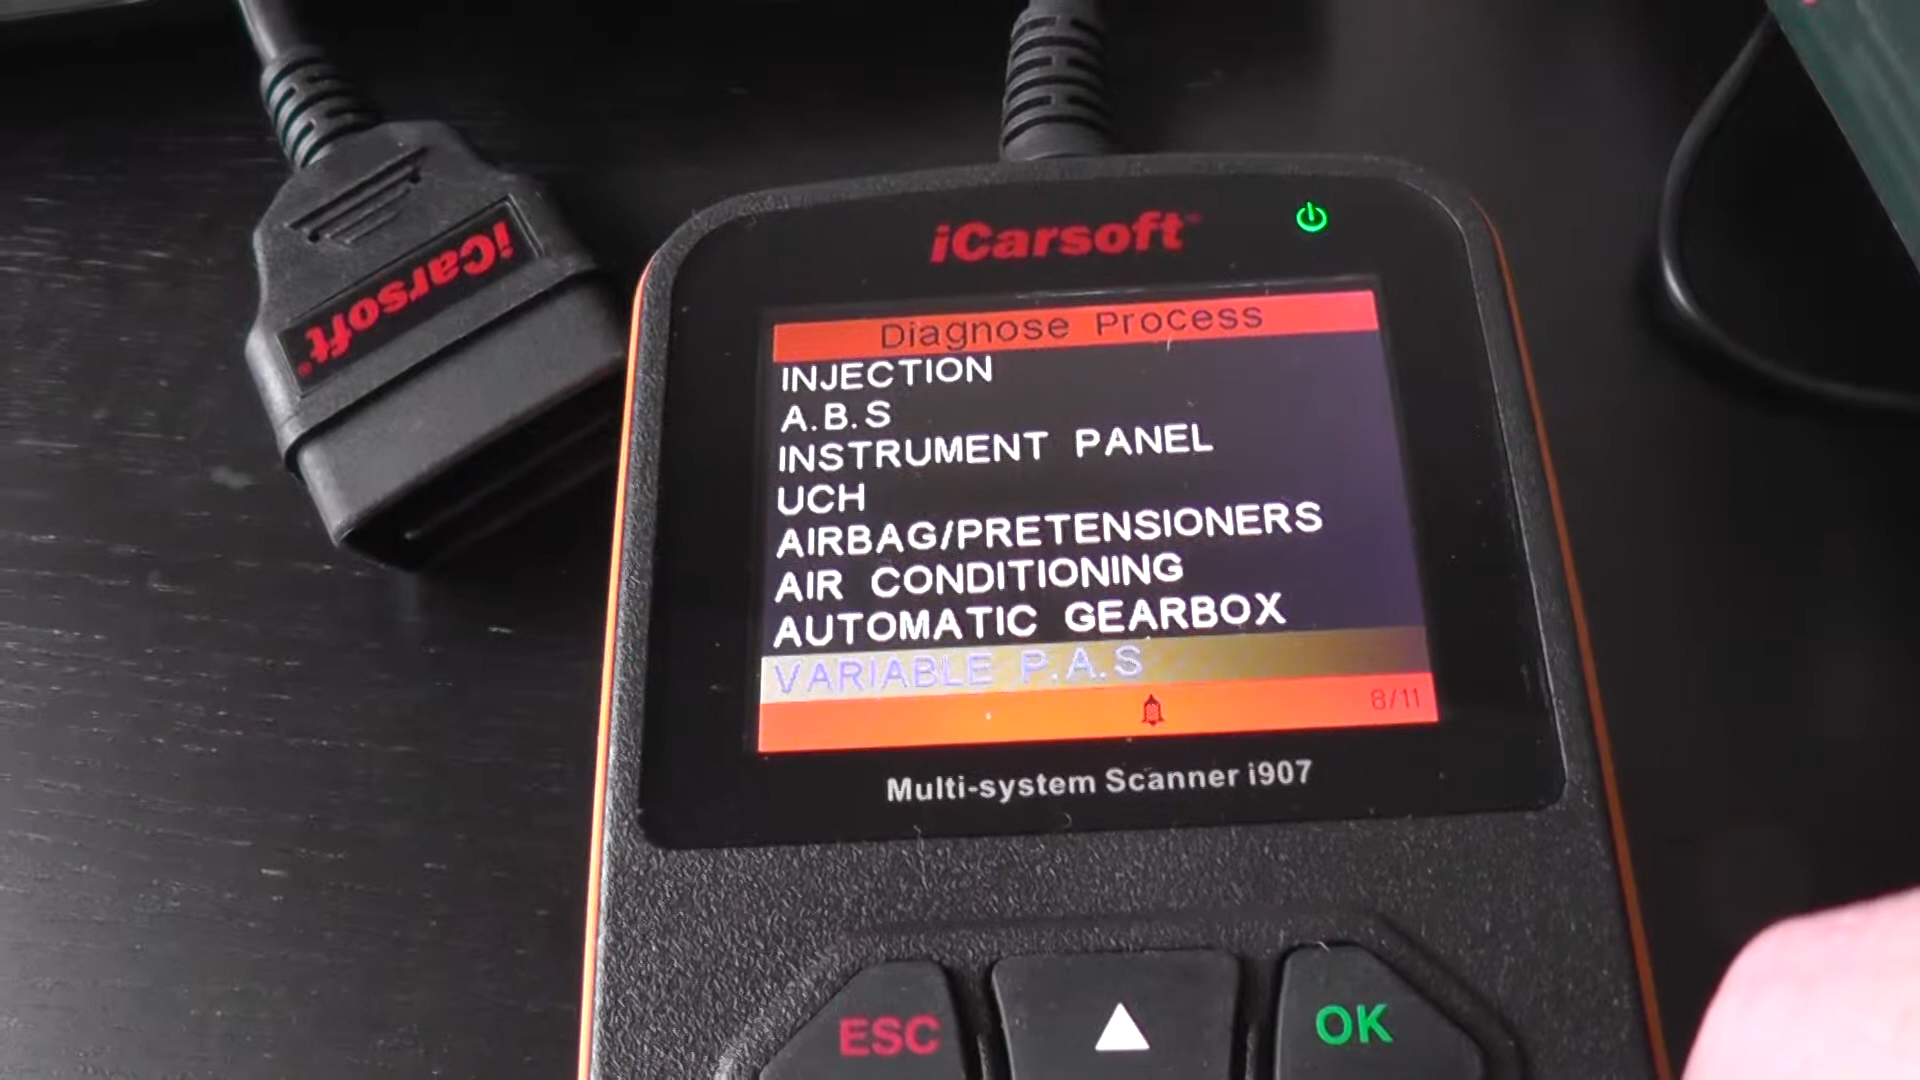 iCarsoft®
iCarsoft™
Diagnose Process
INJECTION
A.B.S
INSTRUMENT PANEL
UCH
AIRBAG/PRETENSIONERS
AIR CONDITIONING
AUTOMATIC GEARBOX
VARIABLE P.A.S
8/11
Multi-system Scanner i907
ESC
OK